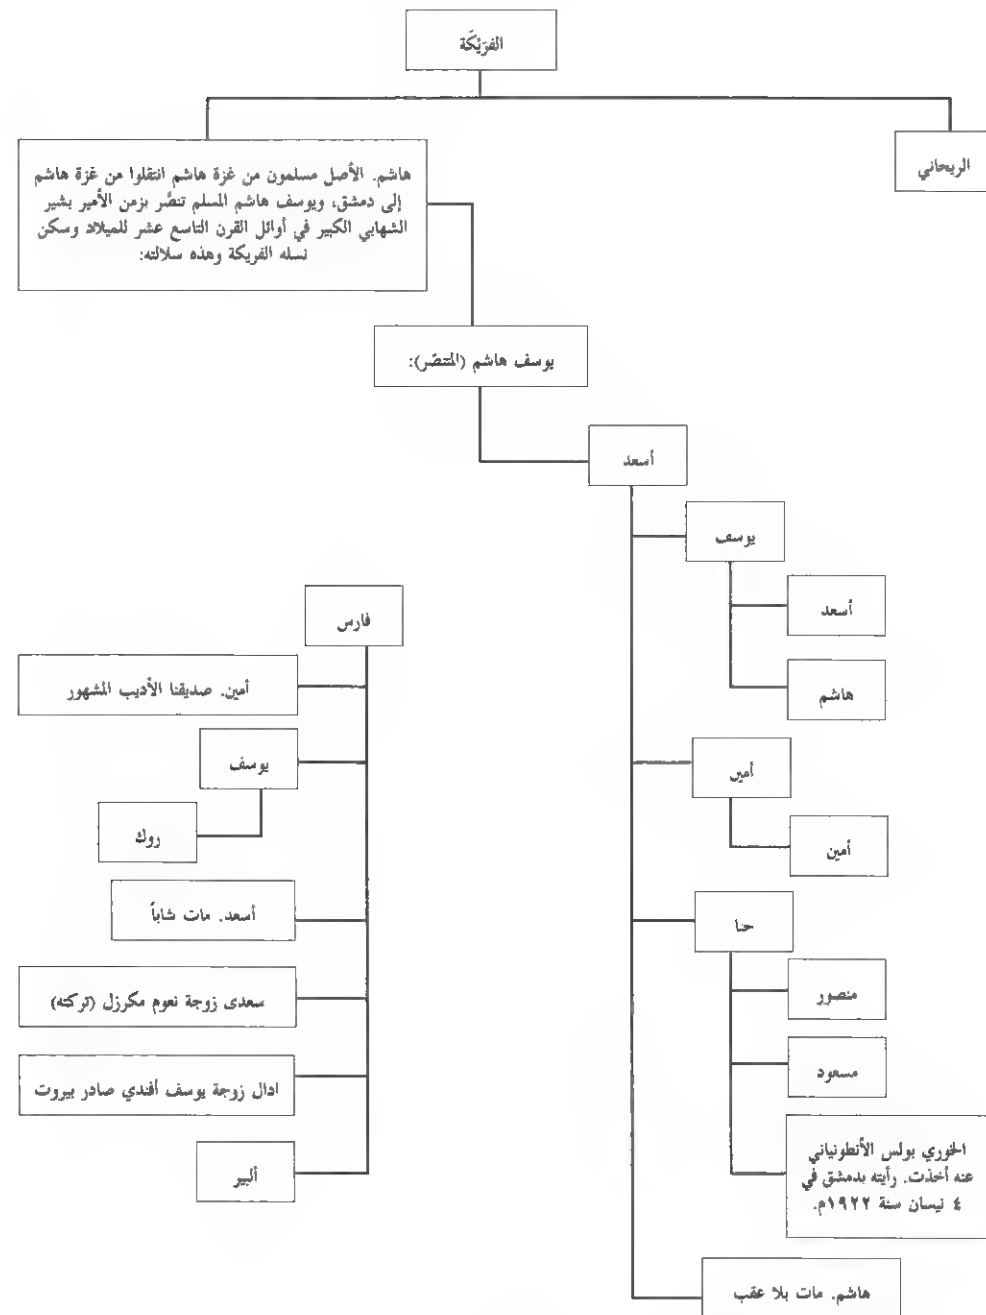 الفرَيْكَة
الريحاني
هاشم. الأصل مسلمون من غزة هاشم انتقلوا من غزة هاشم
إلى دمشق، ويوسف هاشم المسلم تنصَّر بزمن الأمير بشير
الشهابي الكبير في أوائل القرن التاسع عشر للميلاد وسكن
نسله الفريكة وهذه سلالته:
يوسف هاشم (المتنصّر):
أسعد
يوسف
أسعد
هاشم
أمين
أمين
حنا
منصور
مسعود
الخوري بولس الأنطونياني
عنه أخذت. رأيته بدمشق في
٤ نيسان سنة ١٩٢٢م.
هاشم. مات بلا عقب
فارس
أمين. صديقنا الأديب المشهور
يوسف
روك
أسعد. مات شاباً
سعدى زوجة نعوم مكرزل (تركته)
ادال زوجة يوسف أفندي صادر بيروت
ألبير